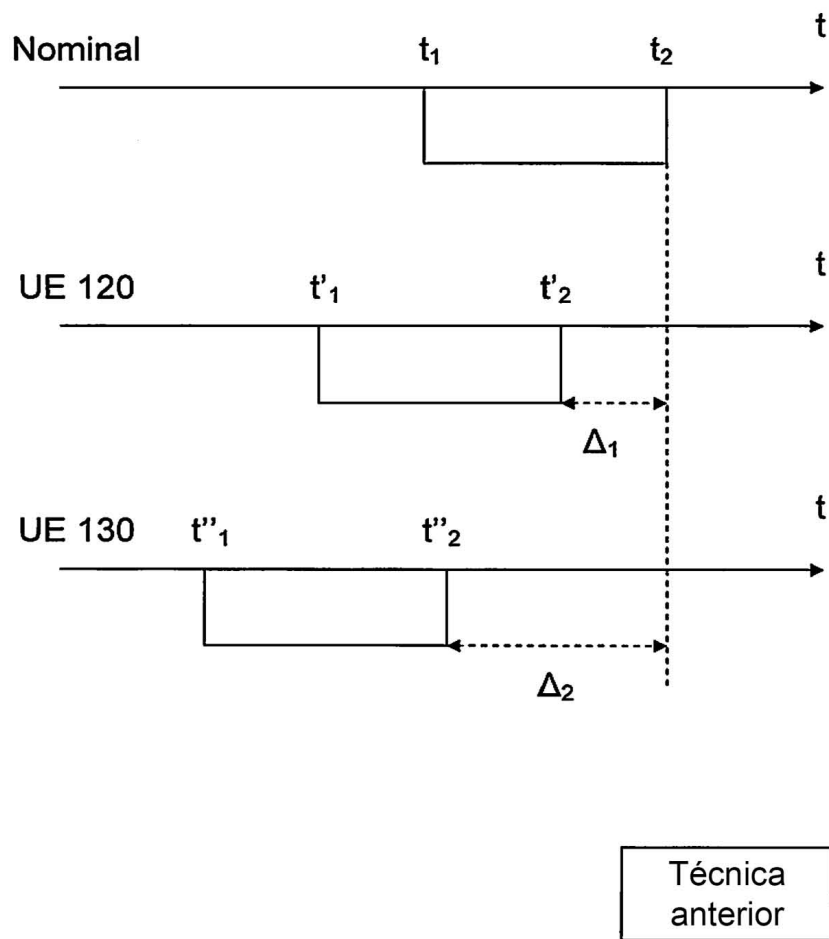 t
Nominal t₁ t₂
t
UE 120 t'₁ t'₂
Δ₁
t
UE 130 t''₁ t''₂
Δ₂
Técnica
anterior